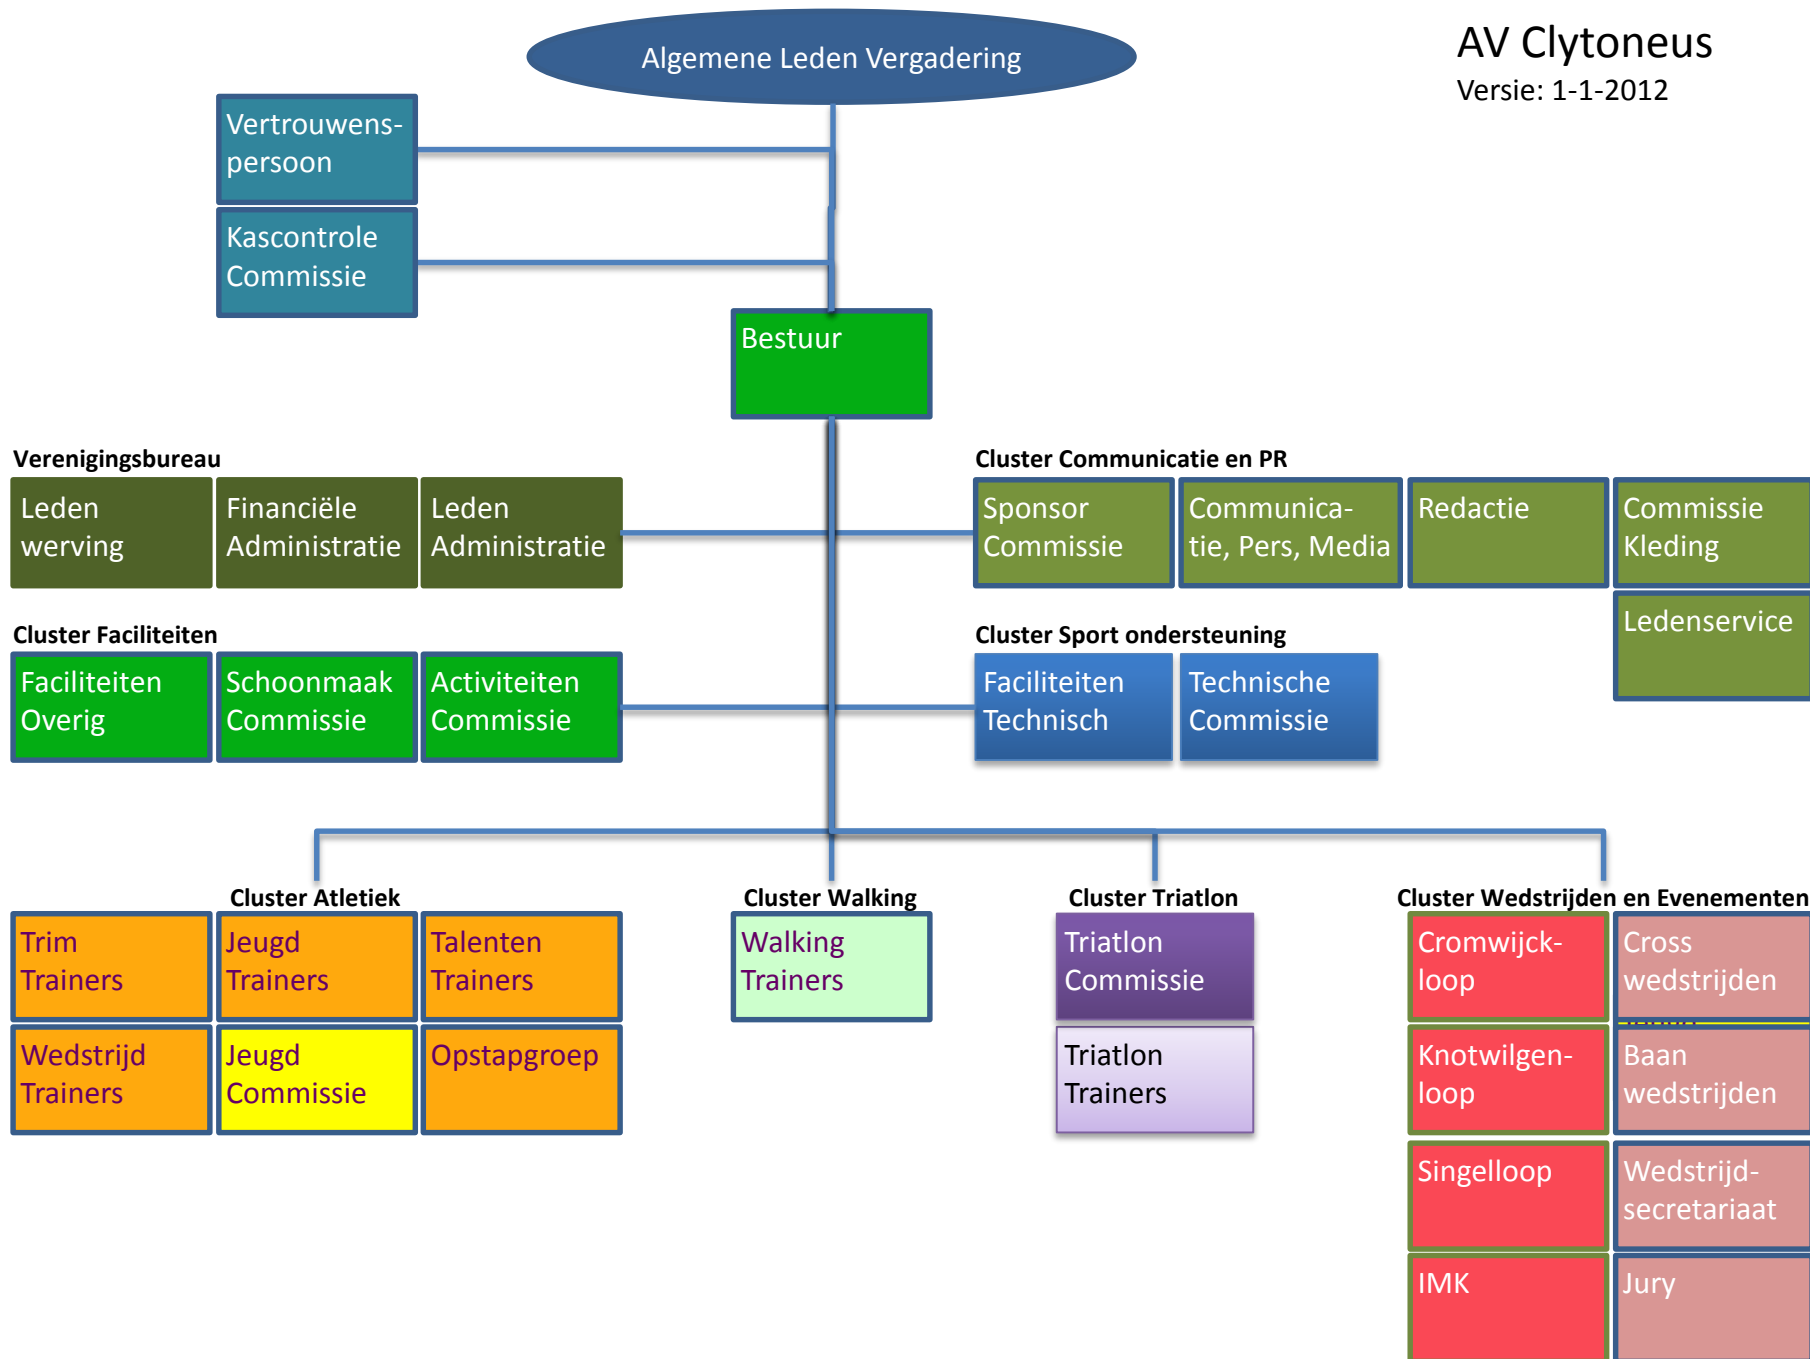 Algemene Leden Vergadering
AV Clytoneus
Versie: 1-1-2012
Vertrouwens-
persoon
Kascontrole
Commissie
Bestuur
Verenigingsbureau
Leden
werving
Financiële
Administratie
Leden
Administratie
Cluster Communicatie en PR
Sponsor
Commissie
Communica-
tie, Pers, Media
Redactie
Commissie
Kleding
Ledenservice
Cluster Faciliteiten
Faciliteiten
Overig
Schoonmaak
Commissie
Activiteiten
Commissie
Cluster Sport ondersteuning
Faciliteiten
Technisch
Technische
Commissie
Cluster Atletiek
Trim
Trainers
Jeugd
Trainers
Talenten
Trainers
Wedstrijd
Trainers
Jeugd
Commissie
Opstapgroep
Cluster Walking
Walking
Trainers
Cluster Triatlon
Triatlon
Commissie
Triatlon
Trainers
Cluster Wedstrijden en Evenementen
Cromwijck-
loop
Cross
wedstrijden
Knotwilgen-
loop
Baan
wedstrijden
Singelloop
Wedstrijd-
secretariaat
IMK
Jury